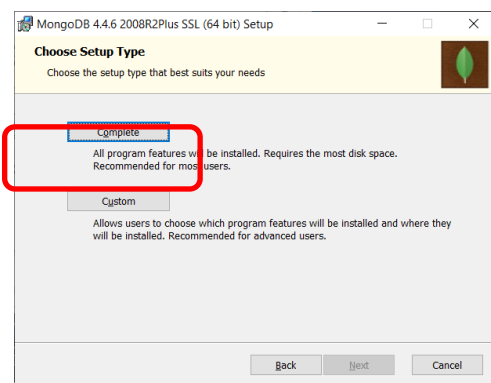 MongoDB 4.4.6 2008R2Plus SSL (64 bit) Setup
Choose Setup Type
Choose the setup type that best suits your needs
Complete
All program features will be installed. Requires the most disk space.
Recommended for most users.
Custom
Allows users to choose which program features will be installed and where they
will be installed. Recommended for advanced users.
Back Next Cancel